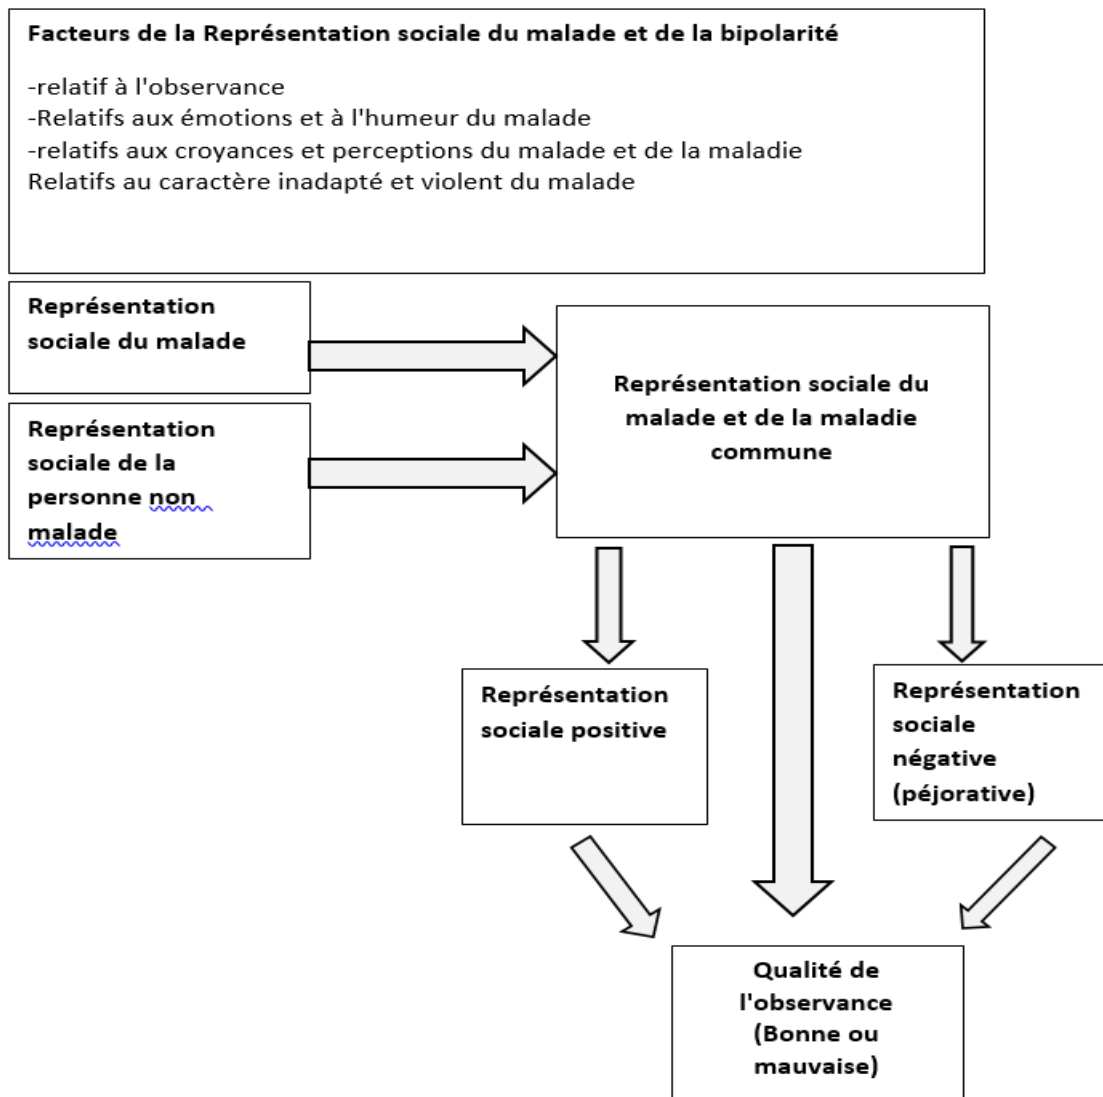 Facteurs de la Représentation sociale du malade et de la bipolarité
-relatif à l'observance
-Relatifs aux émotions et à l'humeur du malade
-relatifs aux croyances et perceptions du malade et de la maladie
Relatifs au caractère inadapté et violent du malade
Représentation
sociale du malade
Représentation
sociale de la
personne non
malade
Représentation sociale du
malade et de la maladie
commune
Représentation
sociale positive
Représentation
sociale
négative
(péjorative)
Qualité de
l'observance
(Bonne ou
mauvaise)